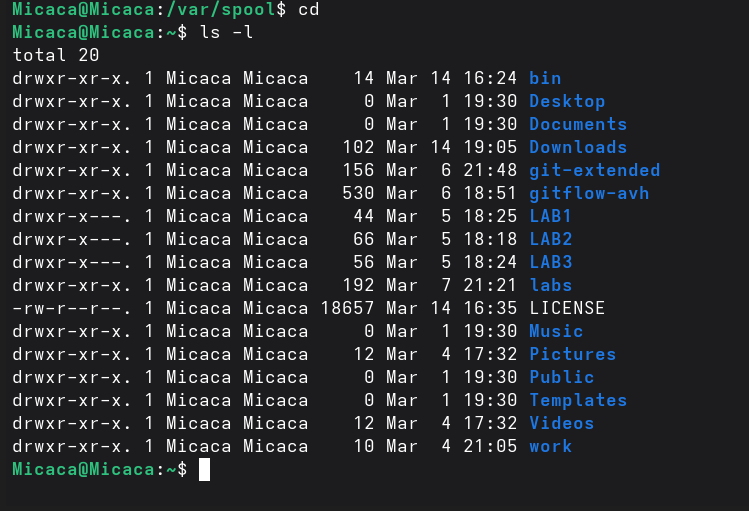 Micaca@Micaca:/var/spool$ cd
Micaca@Micaca:~$ ls -l
total 20
drwxr-xr-x. 1 Micaca Micaca    14 Mar 14 16:24 bin
drwxr-xr-x. 1 Micaca Micaca     0 Mar  1 19:30 Desktop
drwxr-xr-x. 1 Micaca Micaca     0 Mar  1 19:30 Documents
drwxr-xr-x. 1 Micaca Micaca   102 Mar 14 19:05 Downloads
drwxr-xr-x. 1 Micaca Micaca   156 Mar  6 21:48 git-extended
drwxr-xr-x. 1 Micaca Micaca   530 Mar  6 18:51 gitflow-avh
drwxr-x---. 1 Micaca Micaca    44 Mar  5 18:25 LAB1
drwxr-x---. 1 Micaca Micaca    66 Mar  5 18:18 LAB2
drwxr-x---. 1 Micaca Micaca    56 Mar  5 18:24 LAB3
drwxr-xr-x. 1 Micaca Micaca   192 Mar  7 21:21 labs
-rw-r--r--. 1 Micaca Micaca 18657 Mar 14 16:35 LICENSE
drwxr-xr-x. 1 Micaca Micaca     0 Mar  1 19:30 Music
drwxr-xr-x. 1 Micaca Micaca    12 Mar  4 17:32 Pictures
drwxr-xr-x. 1 Micaca Micaca     0 Mar  1 19:30 Public
drwxr-xr-x. 1 Micaca Micaca     0 Mar  1 19:30 Templates
drwxr-xr-x. 1 Micaca Micaca    12 Mar  4 17:32 Videos
drwxr-xr-x. 1 Micaca Micaca    10 Mar  4 21:05 work
Micaca@Micaca:~$